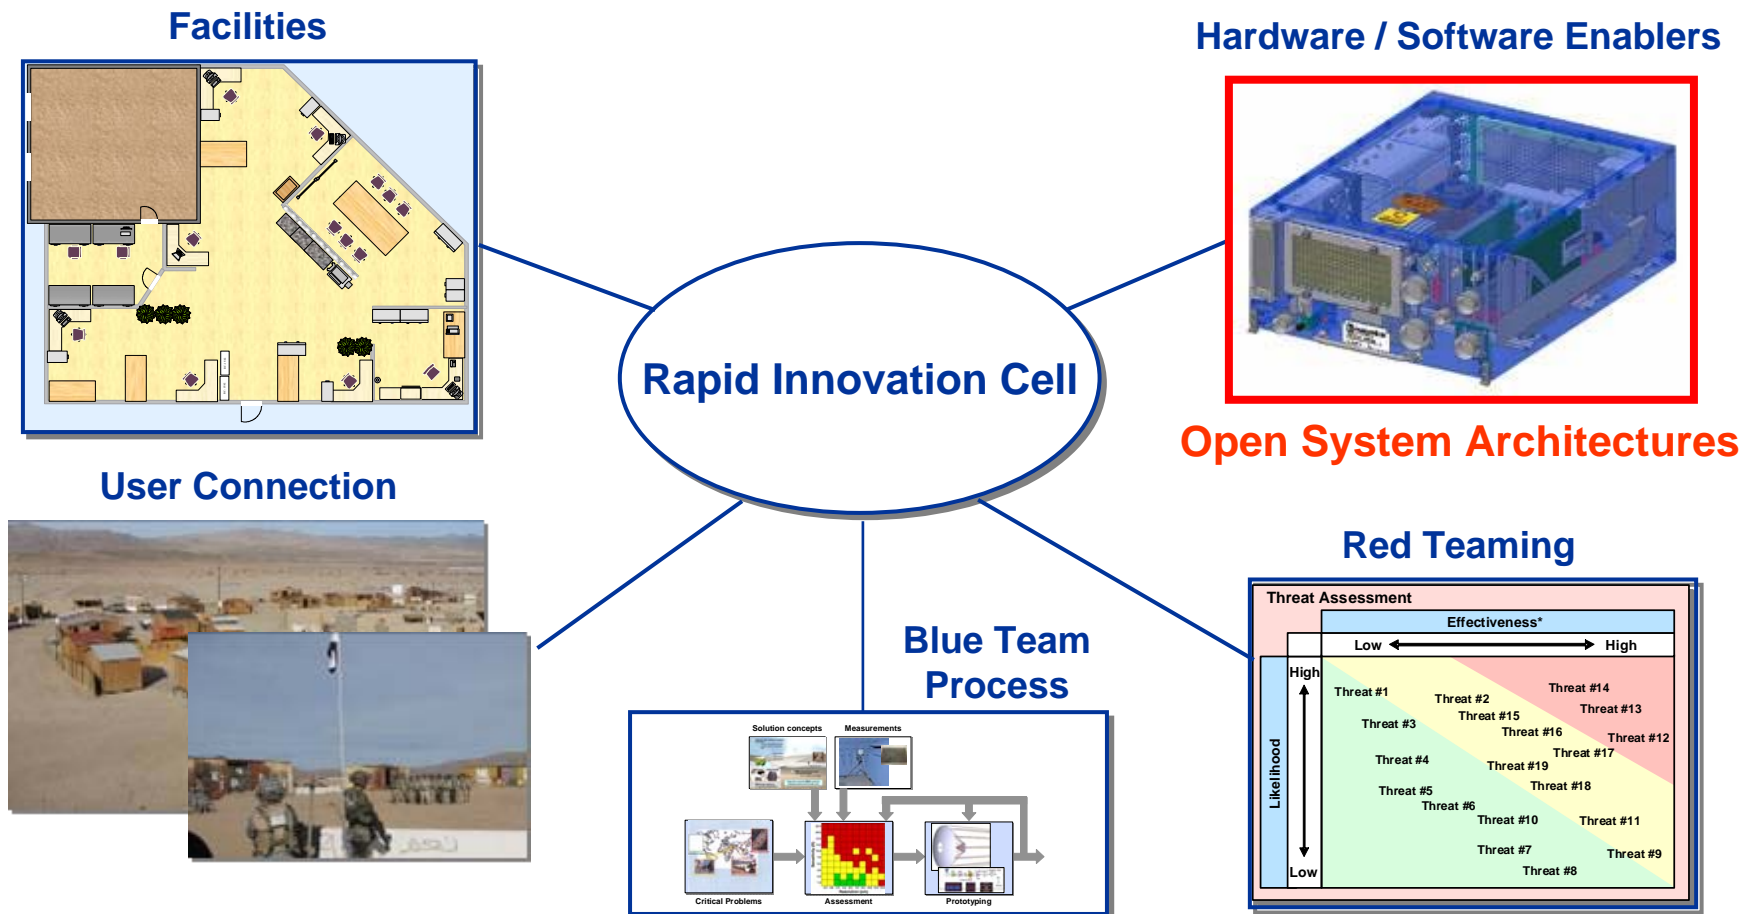 Facilities
Hardware / Software Enablers
Rapid Innovation Cell
Open System Architectures
User Connection
Red Teaming
Blue Team
Process
Threat Assessment
Effectiveness*
Low
High
Likelihood
High
Low
Threat #1
Threat #2
Threat #14
Threat #3
Threat #15
Threat #13
Threat #16
Threat #12
Threat #4
Threat #19
Threat #17
Threat #5
Threat #18
Threat #6
Threat #10
Threat #11
Threat #7
Threat #9
Threat #8
Solution concepts
Measurements
Critical Problems
Assessment
Prototyping